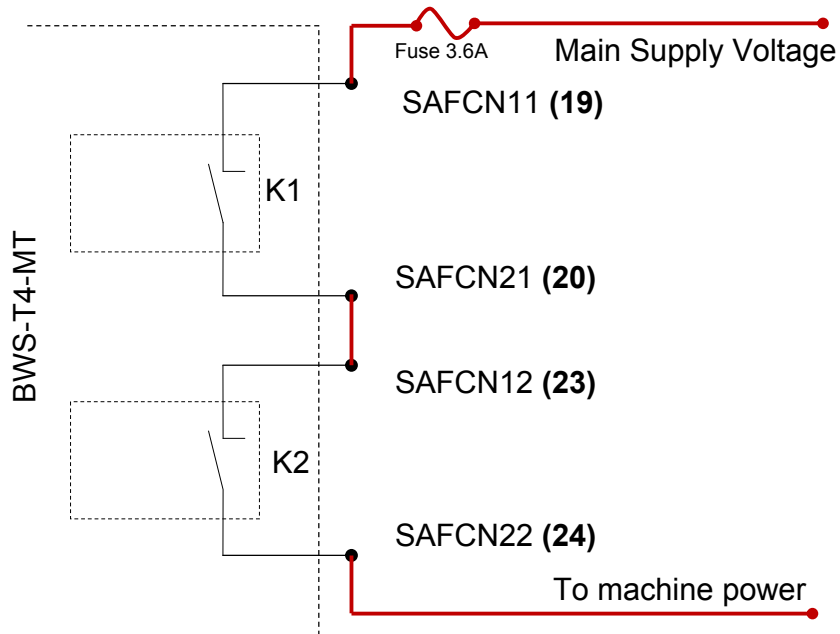 Fuse 3.6A
Main Supply Voltage
SAFCN11 (19)
K1
SAFCN21 (20)
BWS-T4-MT
SAFCN12 (23)
K2
SAFCN22 (24)
To machine power